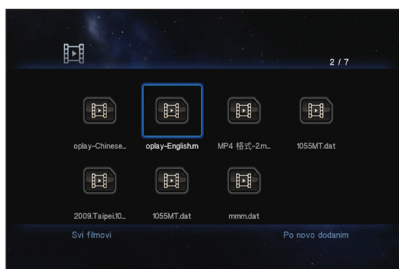 2 / 7
oplay-Chinese...
oplay-English.m
MP4 格式-2.m...
1055MT.dat
2009.Taipei.10...
1055MT.dat
mmm.dat
Svi filmovi
Po novo dodanim